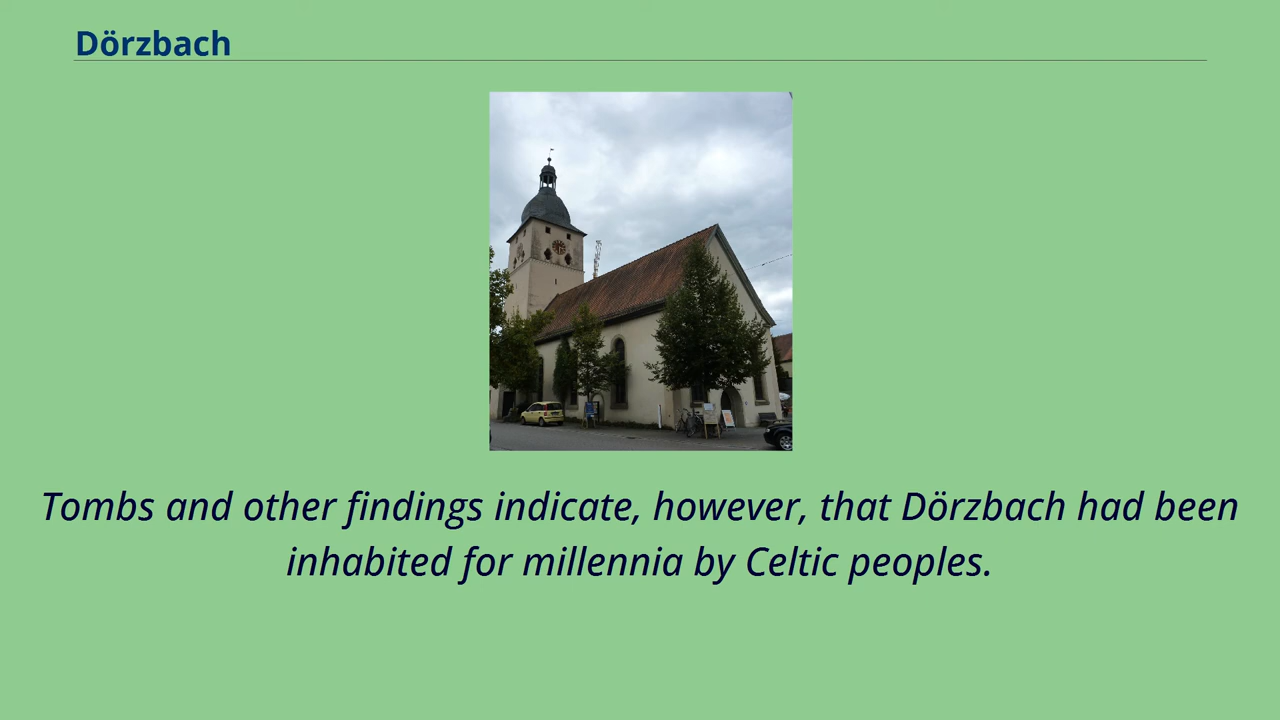 Dörzbach
Tombs and other findings indicate, however, that Dörzbach had been
inhabited for millennia by Celtic peoples.